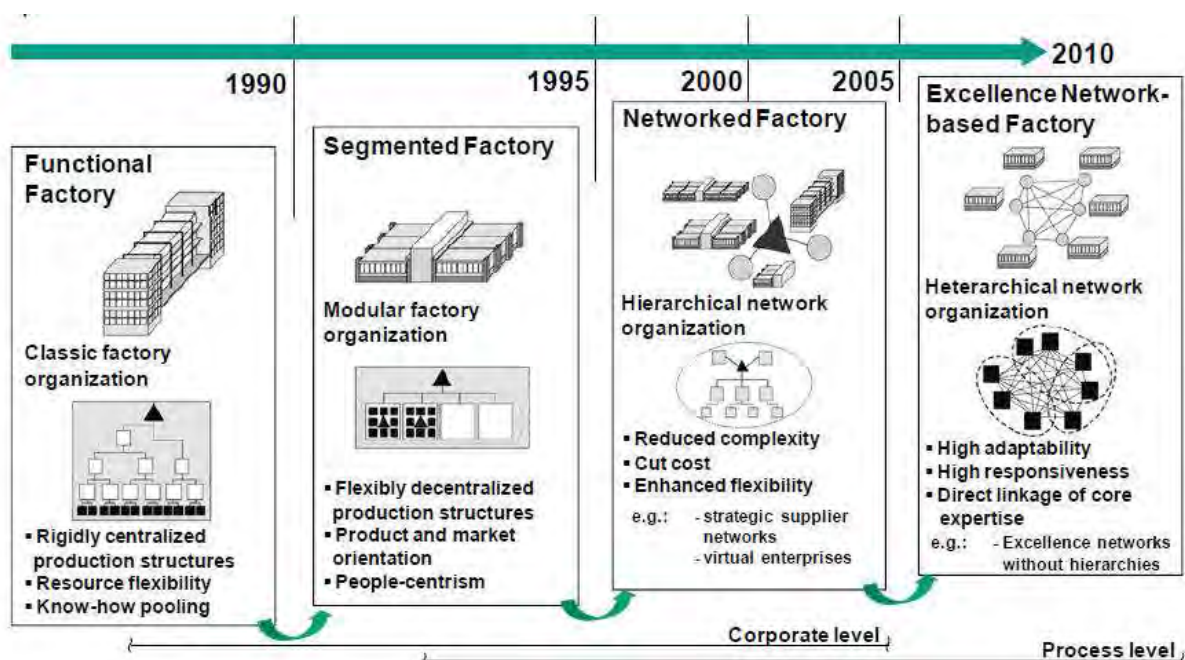 1990
1995
2000
2005
2010
Functional
Factory
Classic factory
organization
▪ Rigidly centralized
production structures
▪ Resource flexibility
▪ Know-how pooling
Segmented Factory
Modular factory
organization
▪ Flexibly decentralized
production structures
▪ Product and market
orientation
▪ People-centrism
Networked Factory
Hierarchical network
organization
▪ Reduced complexity
▪ Cut cost
▪ Enhanced flexibility
e.g.: - strategic supplier
networks
- virtual enterprises
Excellence Network-
based Factory
Heterarchical network
organization
▪ High adaptability
▪ High responsiveness
▪ Direct linkage of core
expertise
e.g.: - Excellence networks
without hierarchies
Corporate level
Process level